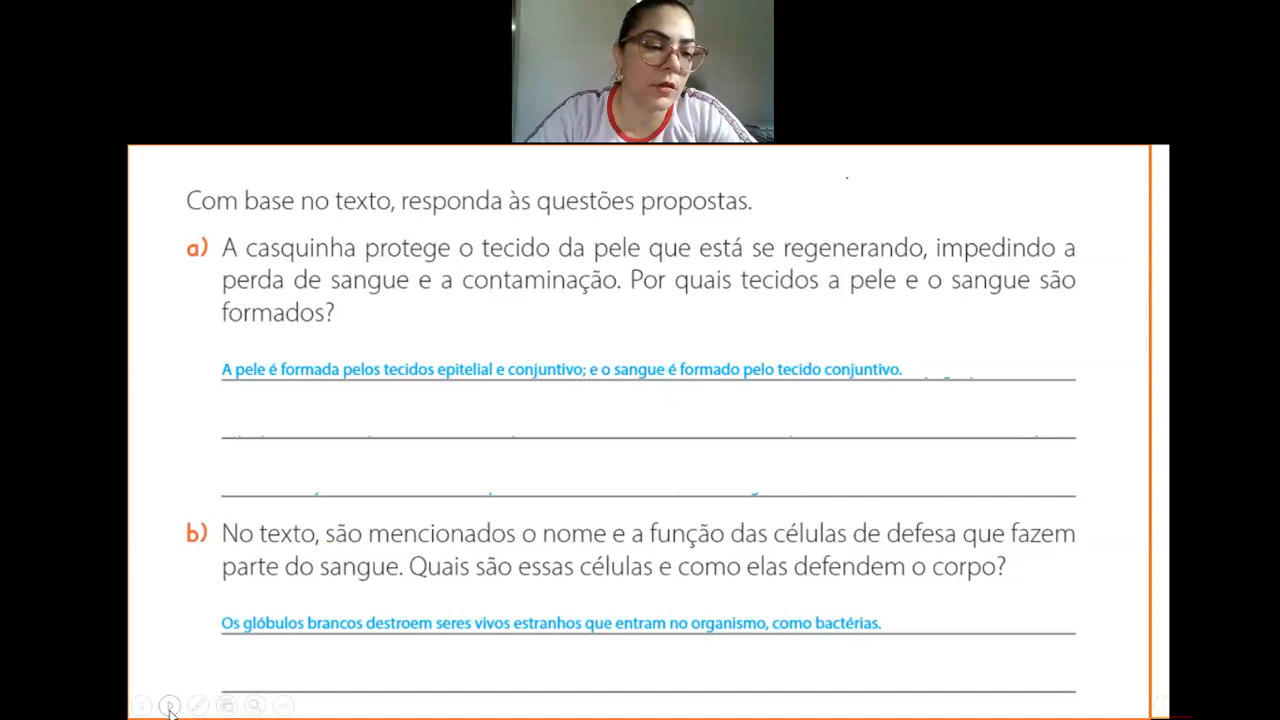 Com base no texto, responda às questões propostas.
a) A casquinha protege o tecido da pele que está se regenerando, impedindo a
perda de sangue e a contaminação. Por quais tecidos a pele e o sangue são
formados?
A pele é formada pelos tecidos epitelial e conjuntivo; e o sangue é formado pelo tecido conjuntivo.
b) No texto, são mencionados o nome e a função das células de defesa que fazem
parte do sangue. Quais são essas células e como elas defendem o corpo?
Os glóbulos brancos destroem seres vivos estranhos que entram no organismo, como bactérias.